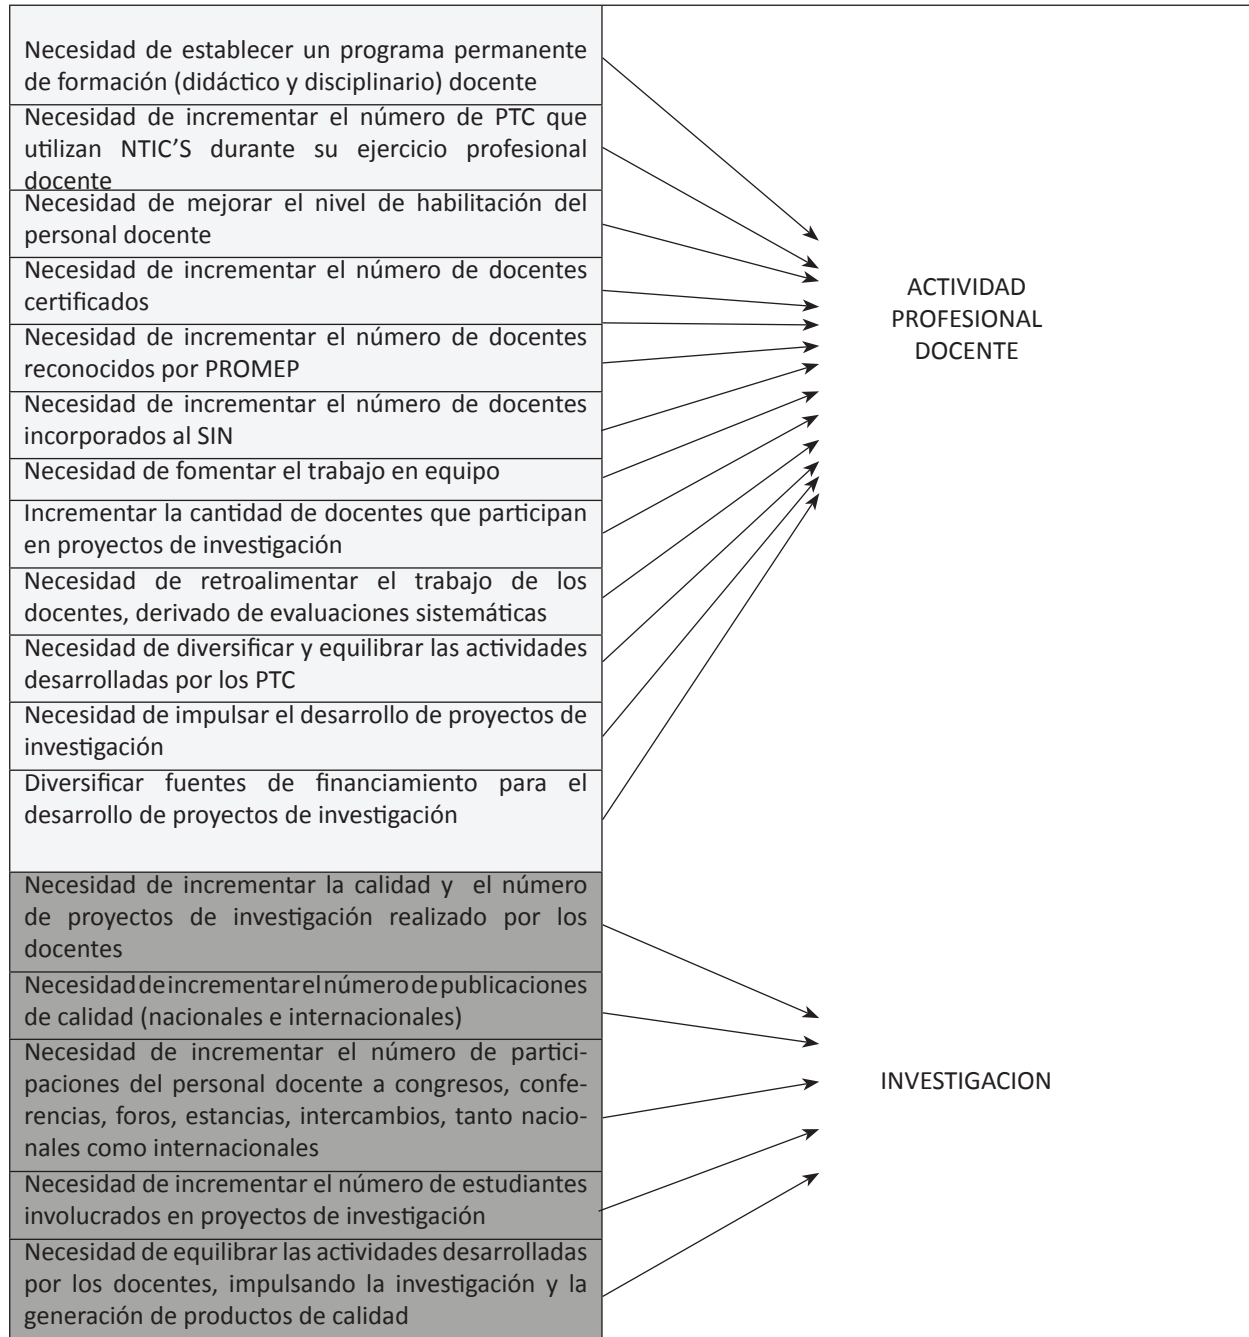 Necesidad de establecer un programa permanente
de formación (didáctico y disciplinario) docente
Necesidad de incrementar el número de PTC que
utilizan NTIC'S durante su ejercicio profesional
docente
Necesidad de mejorar el nivel de habilitación del
personal docente
Necesidad de incrementar el número de docentes
certificados
Necesidad de incrementar el número de docentes
reconocidos por PROMEP
Necesidad de incrementar el número de docentes
incorporados al SIN
Necesidad de fomentar el trabajo en equipo
Incrementar la cantidad de docentes que participan
en proyectos de investigación
Necesidad de retroalimentar el trabajo de los
docentes, derivado de evaluaciones sistemáticas
Necesidad de diversificar y equilibrar las actividades
desarrolladas por los PTC
Necesidad de impulsar el desarrollo de proyectos de
investigación
Diversificar fuentes de financiamiento para el
desarrollo de proyectos de investigación
ACTIVIDAD
PROFESIONAL
DOCENTE
Necesidad de incrementar la calidad y el número
de proyectos de investigación realizado por los
docentes
Necesidad de incrementar el número de publicaciones
de calidad (nacionales e internacionales)
Necesidad de incrementar el número de partici-
paciones del personal docente a congresos, confe-
rencias, foros, estancias, intercambios, tanto nacio-
nales como internacionales
Necesidad de incrementar el número de estudiantes
involucrados en proyectos de investigación
Necesidad de equilibrar las actividades desarrolladas
por los docentes, impulsando la investigación y la
generación de productos de calidad
INVESTIGACION